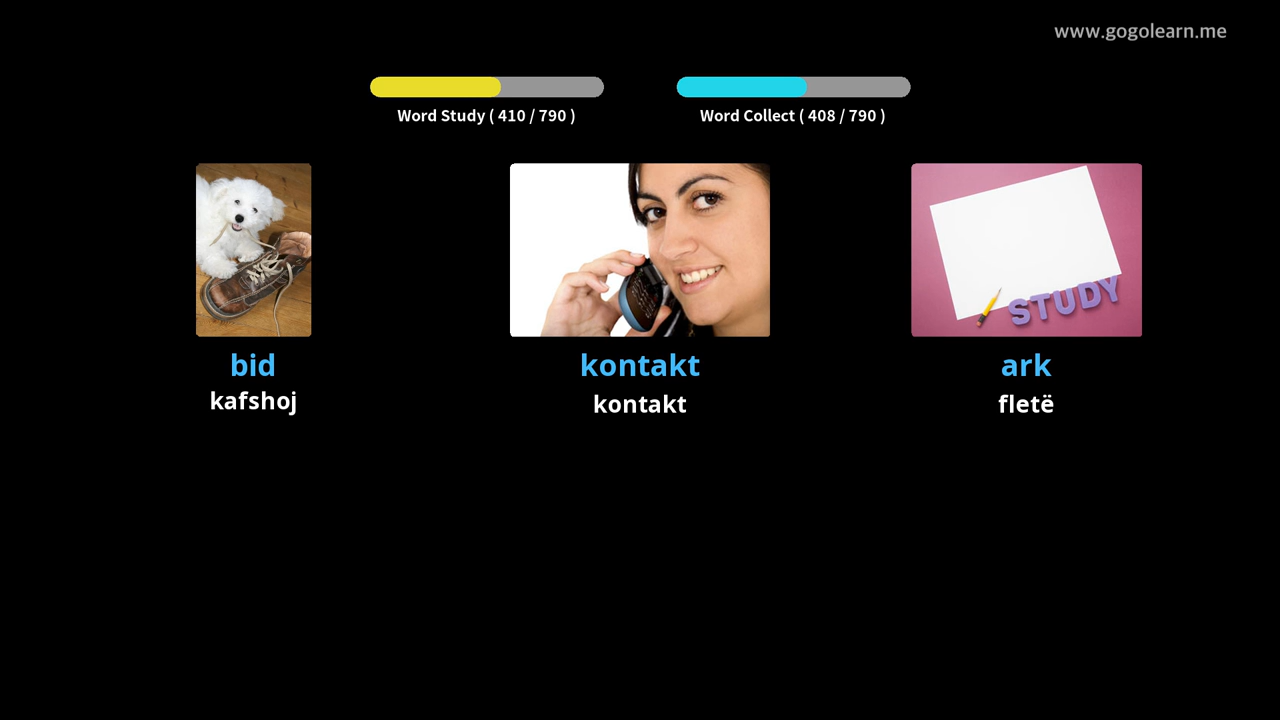 www.gogolearn.me
Word Study ( 410 / 790 )
Word Collect ( 408 / 790 )
STUDY
bid
kontakt
ark
kafshoj
kontakt
fletë